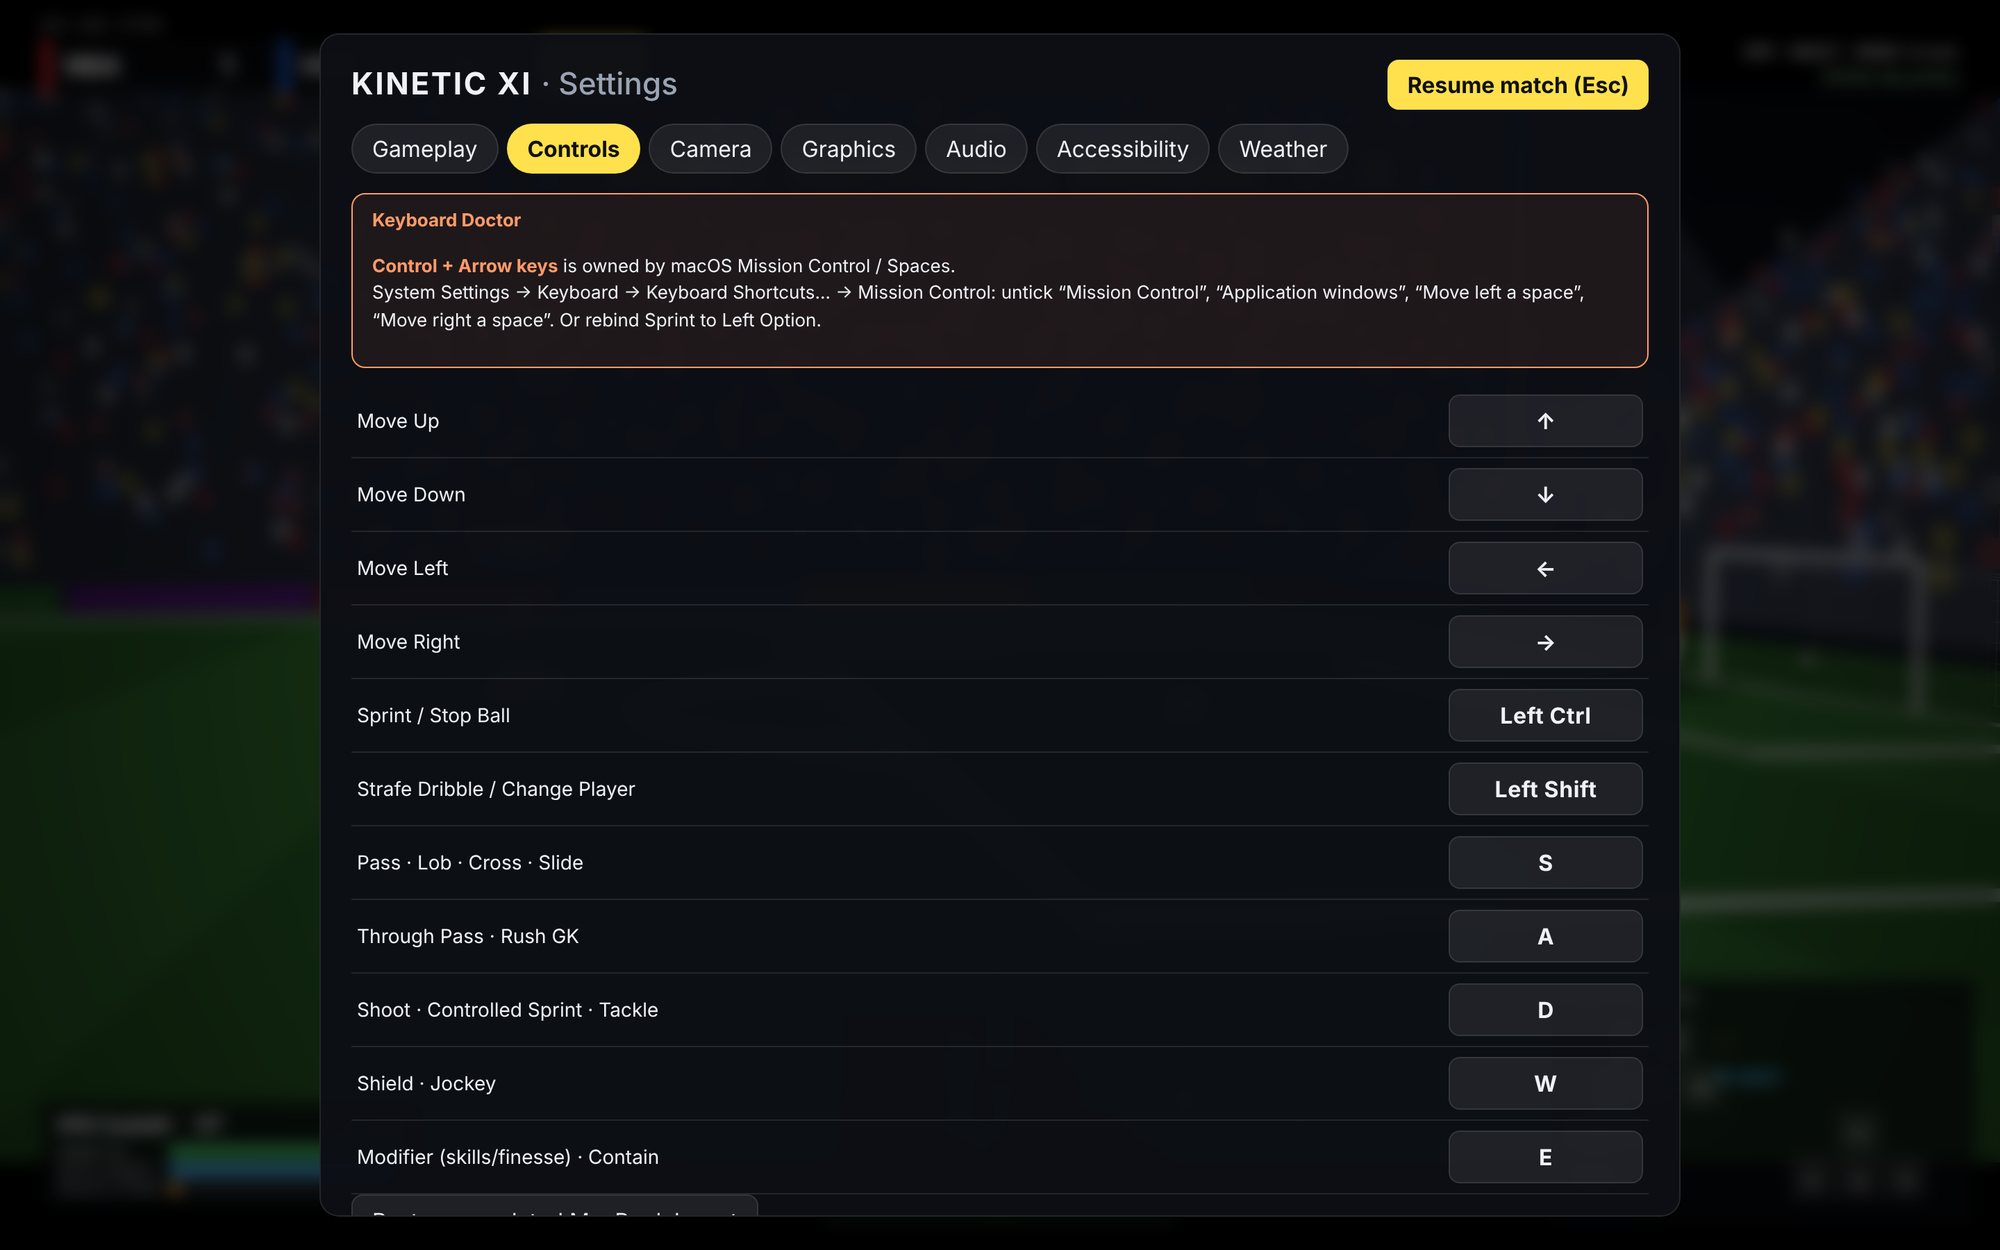 KINETIC XI · Settings
Resume match (Esc)
Gameplay
Controls
Camera
Graphics
Audio
Accessibility
Weather
Keyboard Doctor
Control + Arrow keys is owned by macOS Mission Control / Spaces.
System Settings → Keyboard → Keyboard Shortcuts… → Mission Control: untick “Mission Control”, “Application windows”, “Move left a space”,
“Move right a space”. Or rebind Sprint to Left Option.
Move Up
↑
Move Down
↓
Move Left
←
Move Right
→
Sprint / Stop Ball
Left Ctrl
Strafe Dribble / Change Player
Left Shift
Pass · Lob · Cross · Slide
S
Through Pass · Rush GK
A
Shoot · Controlled Sprint · Tackle
D
Shield · Jockey
W
Modifier (skills/finesse) · Contain
E